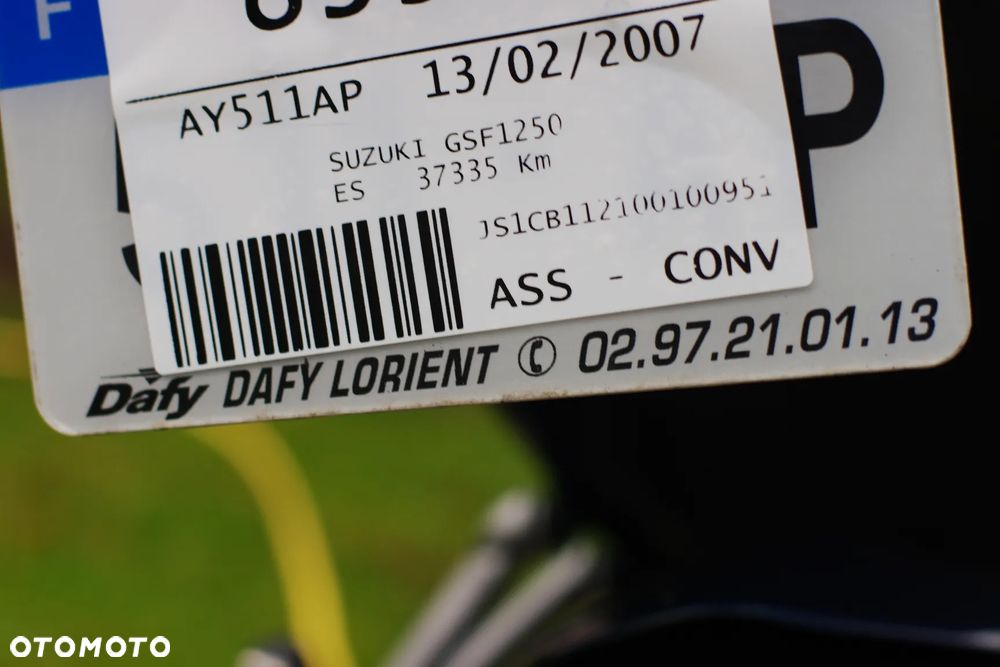 F
AY511AP 13/02/2007
P
SUZUKI GSF1250
ES 37335 Km
JS1CB112100100951
ASS - CONV
Dafy DAFY LORIENT 02.97.21.01.13
OTOMOTO